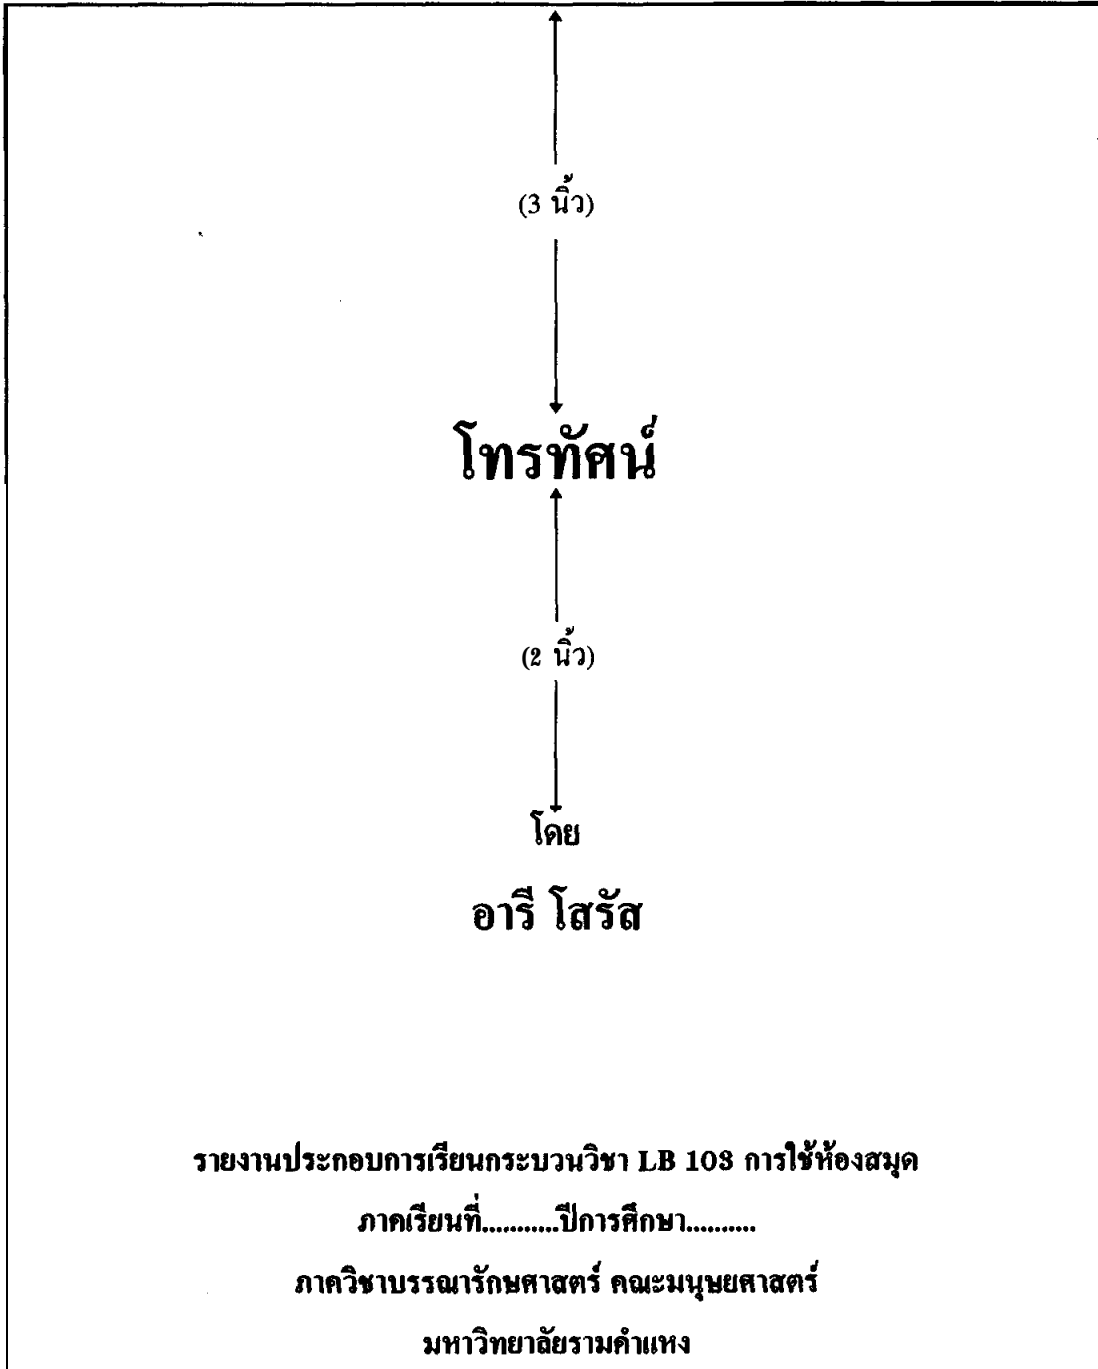 (3 นิ้ว)
โทรทัศน์
(2 นิ้ว)
โดย
อารี โสรัส
รายงานประกอบการเรียนกระบวนวิชา LB 103 การใช้ห้องสมุด
ภาคเรียนที่...........ปีการศึกษา..........
ภาควิชาบรรณารักษศาสตร์ คณะมนุษยศาสตร์
มหาวิทยาลัยรามคำแหง